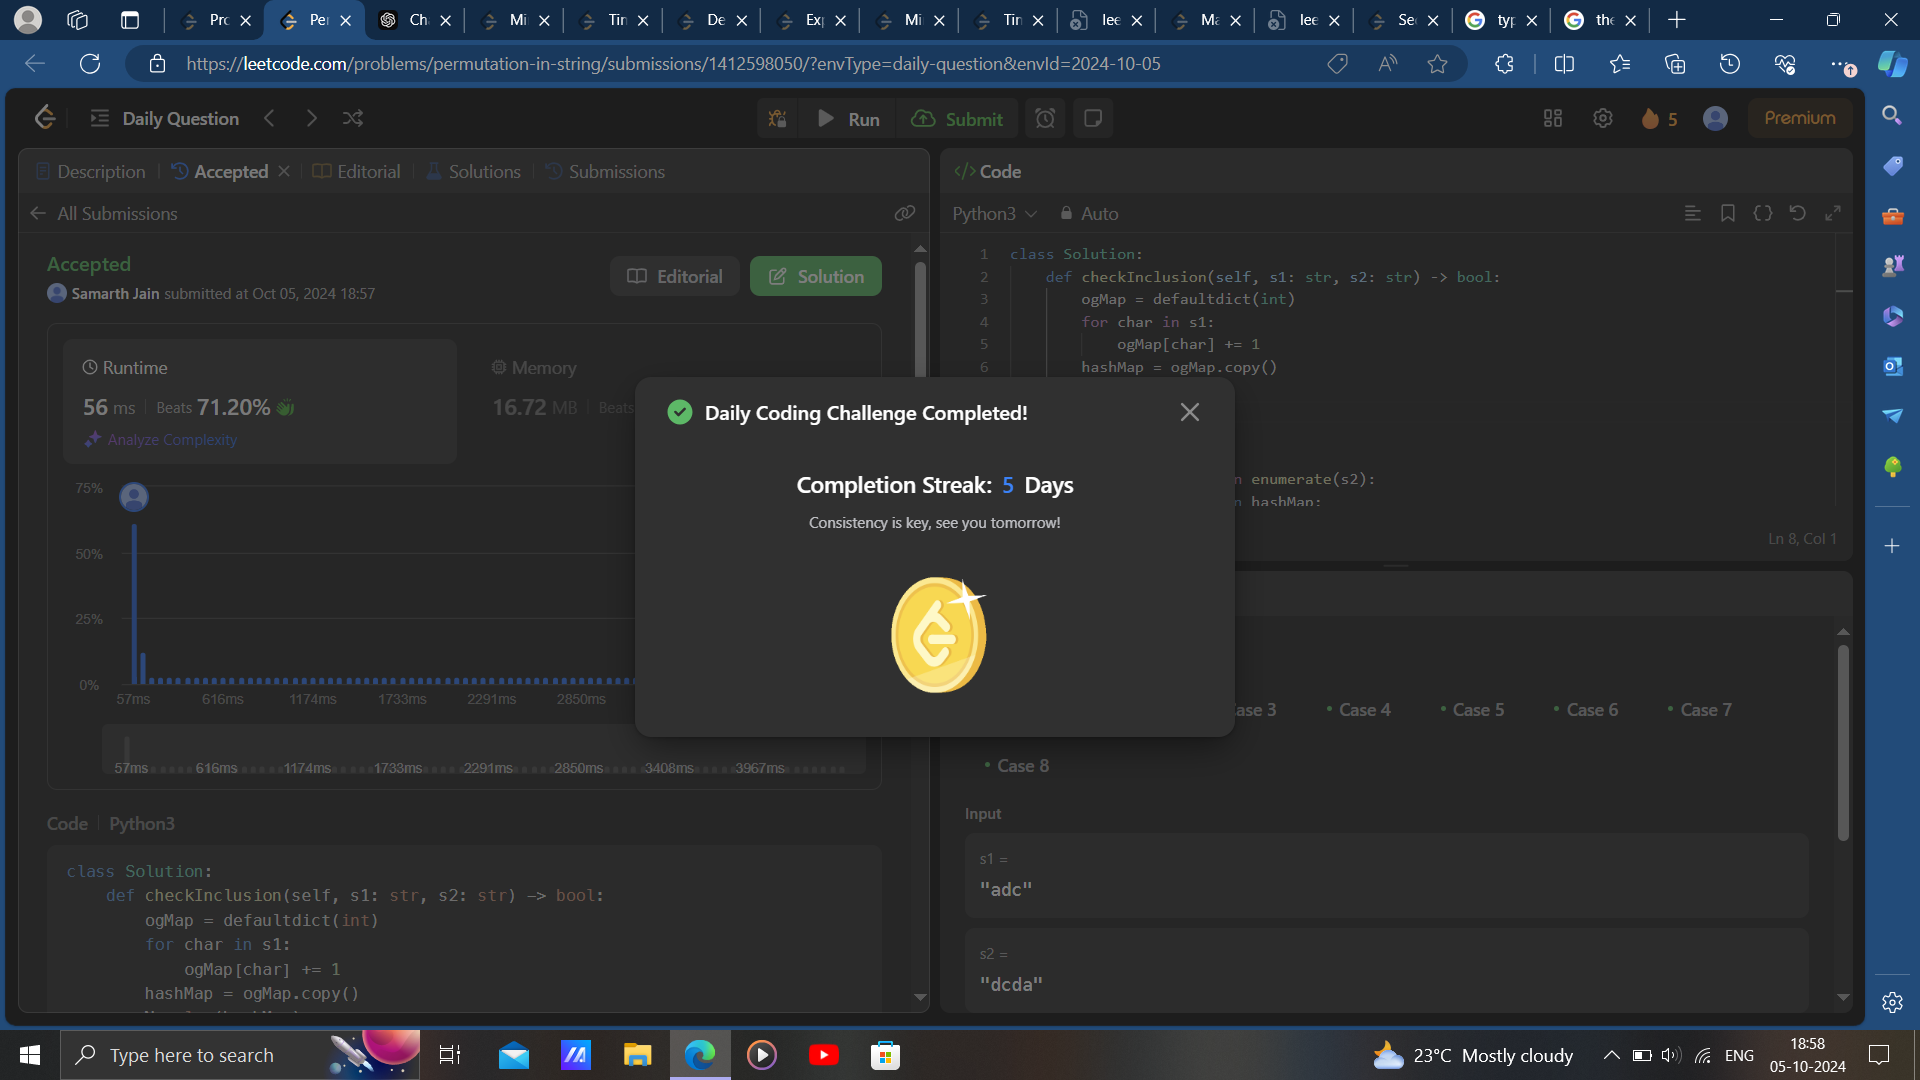 Pro
Per
Ch
Mi
Tin
De
Exp
Mi
Tin
lee
Ma
lee
Sec
typ
the
https://leetcode.com/problems/permutation-in-string/submissions/1412598050/?envType=daily-question&envId=2024-10-05
Daily Question
Run
Submit
5
Premium
Description
Accepted
Editorial
Solutions
Submissions
All Submissions
Accepted
Samarth Jain submitted at Oct 05, 2024 18:57
Editorial
Solution
Runtime
56 ms
Beats 71.20%
Analyze Complexity
Memory
16.72 MB
Beats
75%
50%
25%
0%
57ms 616ms 1174ms 1733ms 2291ms 2850ms
57ms 616ms 1174ms 1733ms 2291ms 2850ms 3408ms 3967ms
Code
Python3
class Solution:
def checkInclusion(self, s1: str, s2: str) -> bool:
ogMap = defaultdict(int)
for char in s1:
ogMap[char] += 1
hashMap = ogMap.copy()
Daily Coding Challenge Completed!
Completion Streak: 5 Days
Consistency is key, see you tomorrow!
</> Code
Python3
Auto
1 class Solution:
2 def checkInclusion(self, s1: str, s2: str) -> bool:
3 ogMap = defaultdict(int)
4 for char in s1:
5 ogMap[char] += 1
6 hashMap = ogMap.copy()
n enumerate(s2):
n hashMap:
Ln 8, Col 1
ase 3
Case 4
Case 5
Case 6
Case 7
Case 8
Input
s1 =
"adc"
s2 =
"dcda"
Type here to search
23°C Mostly cloudy
ENG
18:58
05-10-2024